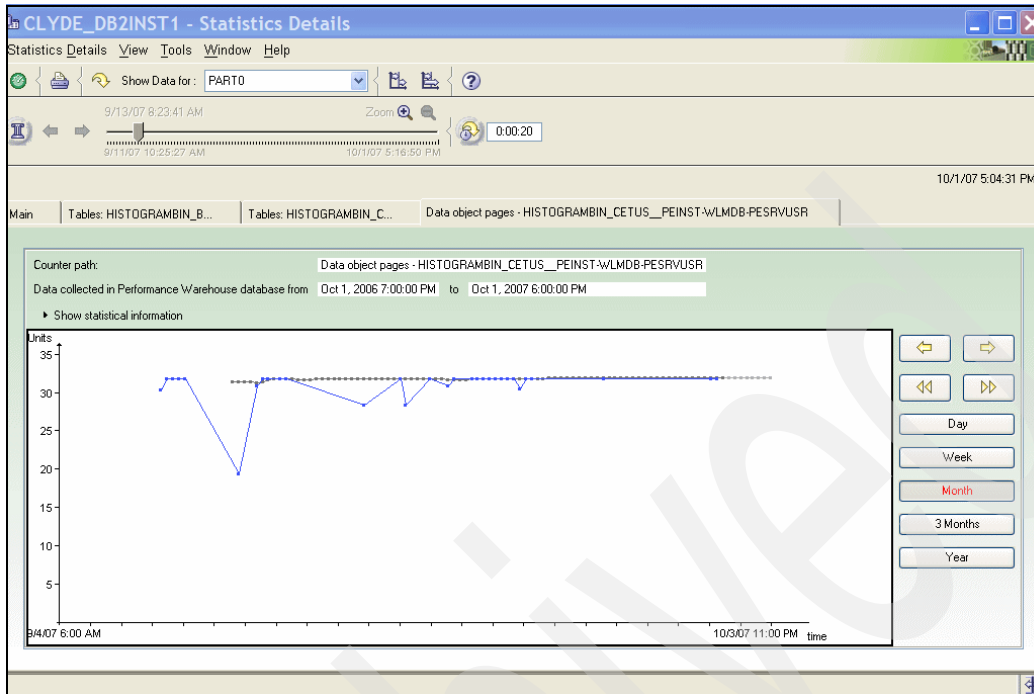 CLYDE_DB2INST1 - Statistics Details
Statistics Details View Tools Window Help
Show Data for : PART0
9/13/07 8:23:41 AM Zoom
0:00:20
9/11/07 10:25:27 AM 10/1/07 5:16:50 PM
10/1/07 5:04:31 PM
Main Tables: HISTOGRAMBIN_B... Tables: HISTOGRAMBIN_C... Data object pages - HISTOGRAMBIN_CETUS__PEINST-WLMDB-PESRVUSR
Counter path: Data object pages - HISTOGRAMBIN_CETUS__PEINST-WLMDB-PESRVUSR
Data collected in Performance Warehouse database from Oct 1, 2006 7:00:00 PM to Oct 1, 2007 6:00:00 PM
Show statistical information
Units
35
30
25
20
15
10
5
9/4/07 6:00 AM 10/3/07 11:00 PM time
Day
Week
Month
3 Months
Year